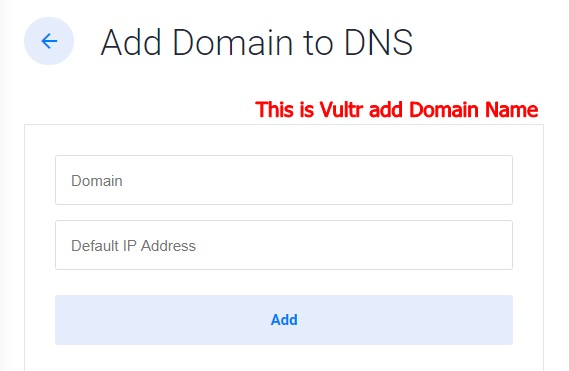 Add Domain to DNS
This is Vultr add Domain Name
Domain
Default IP Address
Add